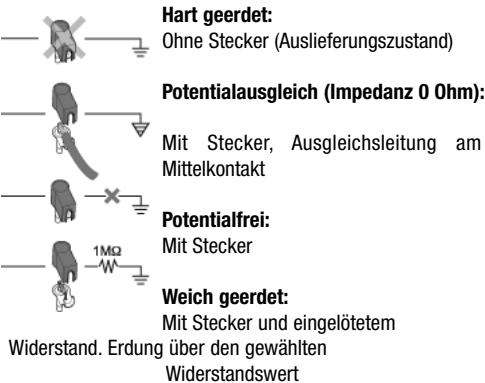 Hart geerdet:
Ohne Stecker (Auslieferungszustand)
Potentialausgleich (Impedanz 0 Ohm):
Mit Stecker, Ausgleichsleitung am
Mittelkontakt
Potentialfrei:
Mit Stecker
1MΩ
Weich geerdet:
Mit Stecker und eingelötetem
Widerstand. Erdung über den gewählten
Widerstandswert